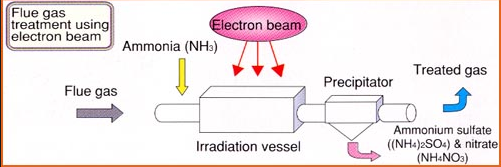 Flue gas
treatment using
electron beam
Electron beam
Ammonia (NH₃)
Precipitator
Treated gas
Flue gas
Irradiation vessel
Ammonium sulfate
((NH4)₂SO4) & nitrate
(NH4NO₃)